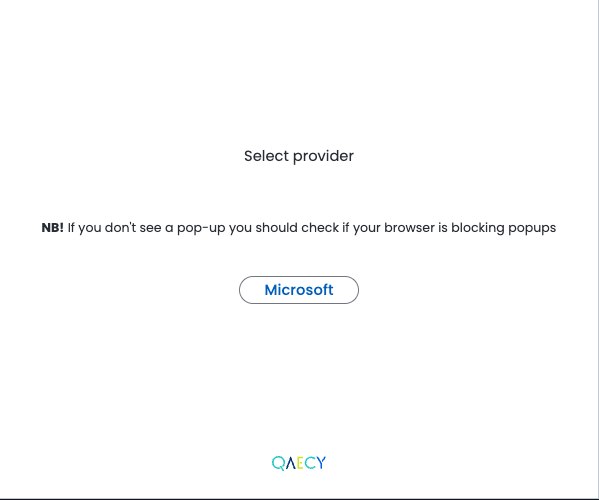 Select provider
NB! If you don't see a pop-up you should check if your browser is blocking popups
Microsoft
QAECY